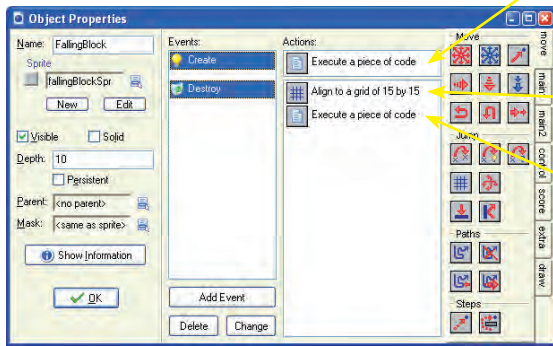 Object Properties
Name: FallingBlock
Sprite
fallingBlockSpr
New Edit
Visible Solid
Depth: 10
Persistent
Parent: <no parent>
Mask: <same as sprite>
Show Information
OK
Events:
Create
Destroy
Add Event
Delete Change
Actions:
Execute a piece of code
Align to a grid of 15 by 15
Execute a piece of code
Move
Jump
Paths
Steps
move
main1
main2
control
score
extra
draw